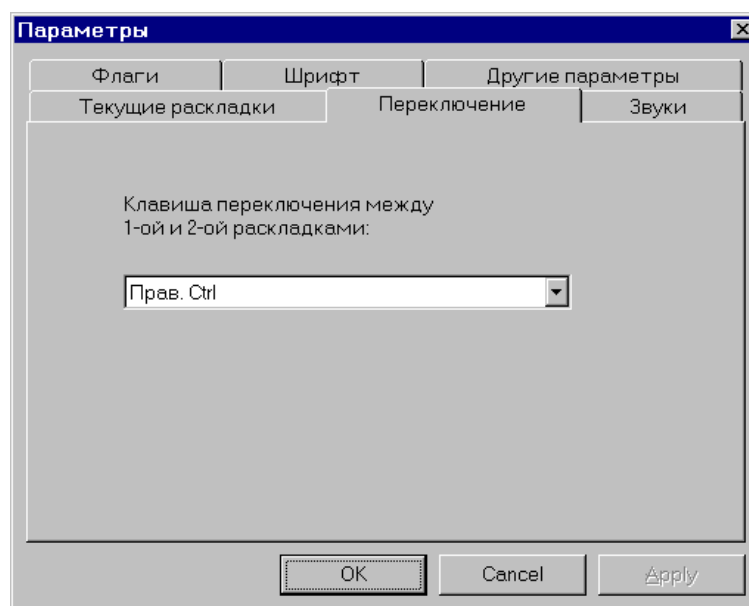 Параметры
Флаги Шрифт Другие параметры
Текущие раскладки Переключение Звуки
Клавиша переключения между
1-ой и 2-ой раскладками:
Прав. Ctrl
OK Cancel Apply